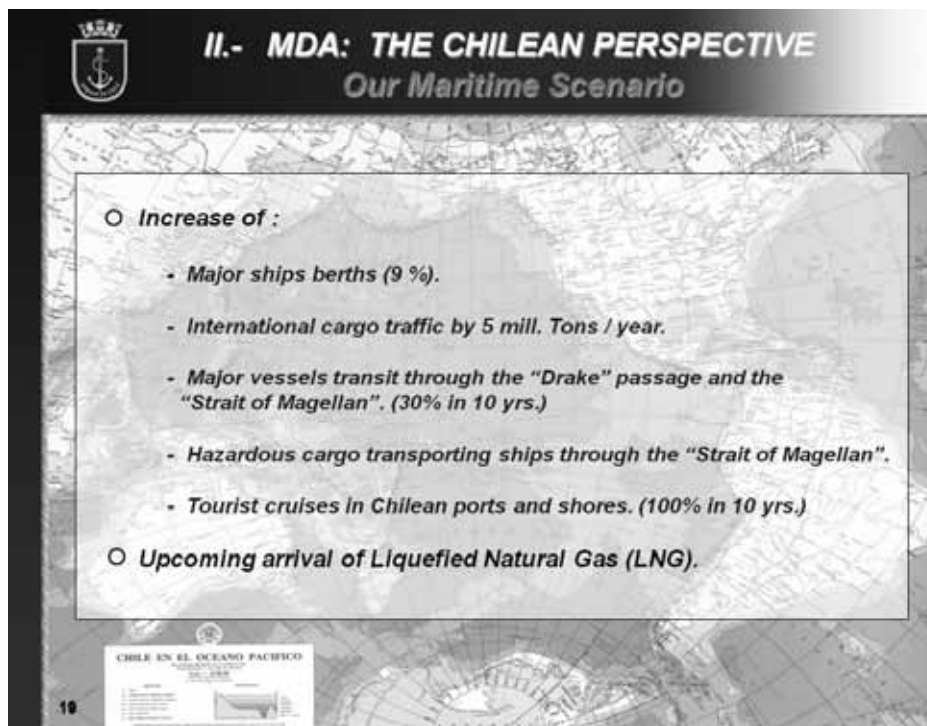 II.- MDA: THE CHILEAN PERSPECTIVE
Our Maritime Scenario
Increase of :
- Major ships berths (9 %).
- International cargo traffic by 5 mill. Tons / year.
- Major vessels transit through the “Drake” passage and the
“Strait of Magellan”. (30% in 10 yrs.)
- Hazardous cargo transporting ships through the “Strait of Magellan”.
- Tourist cruises in Chilean ports and shores. (100% in 10 yrs.)
Upcoming arrival of Liquefied Natural Gas (LNG).
CHILE EN EL OCEANO PACIFICO
19